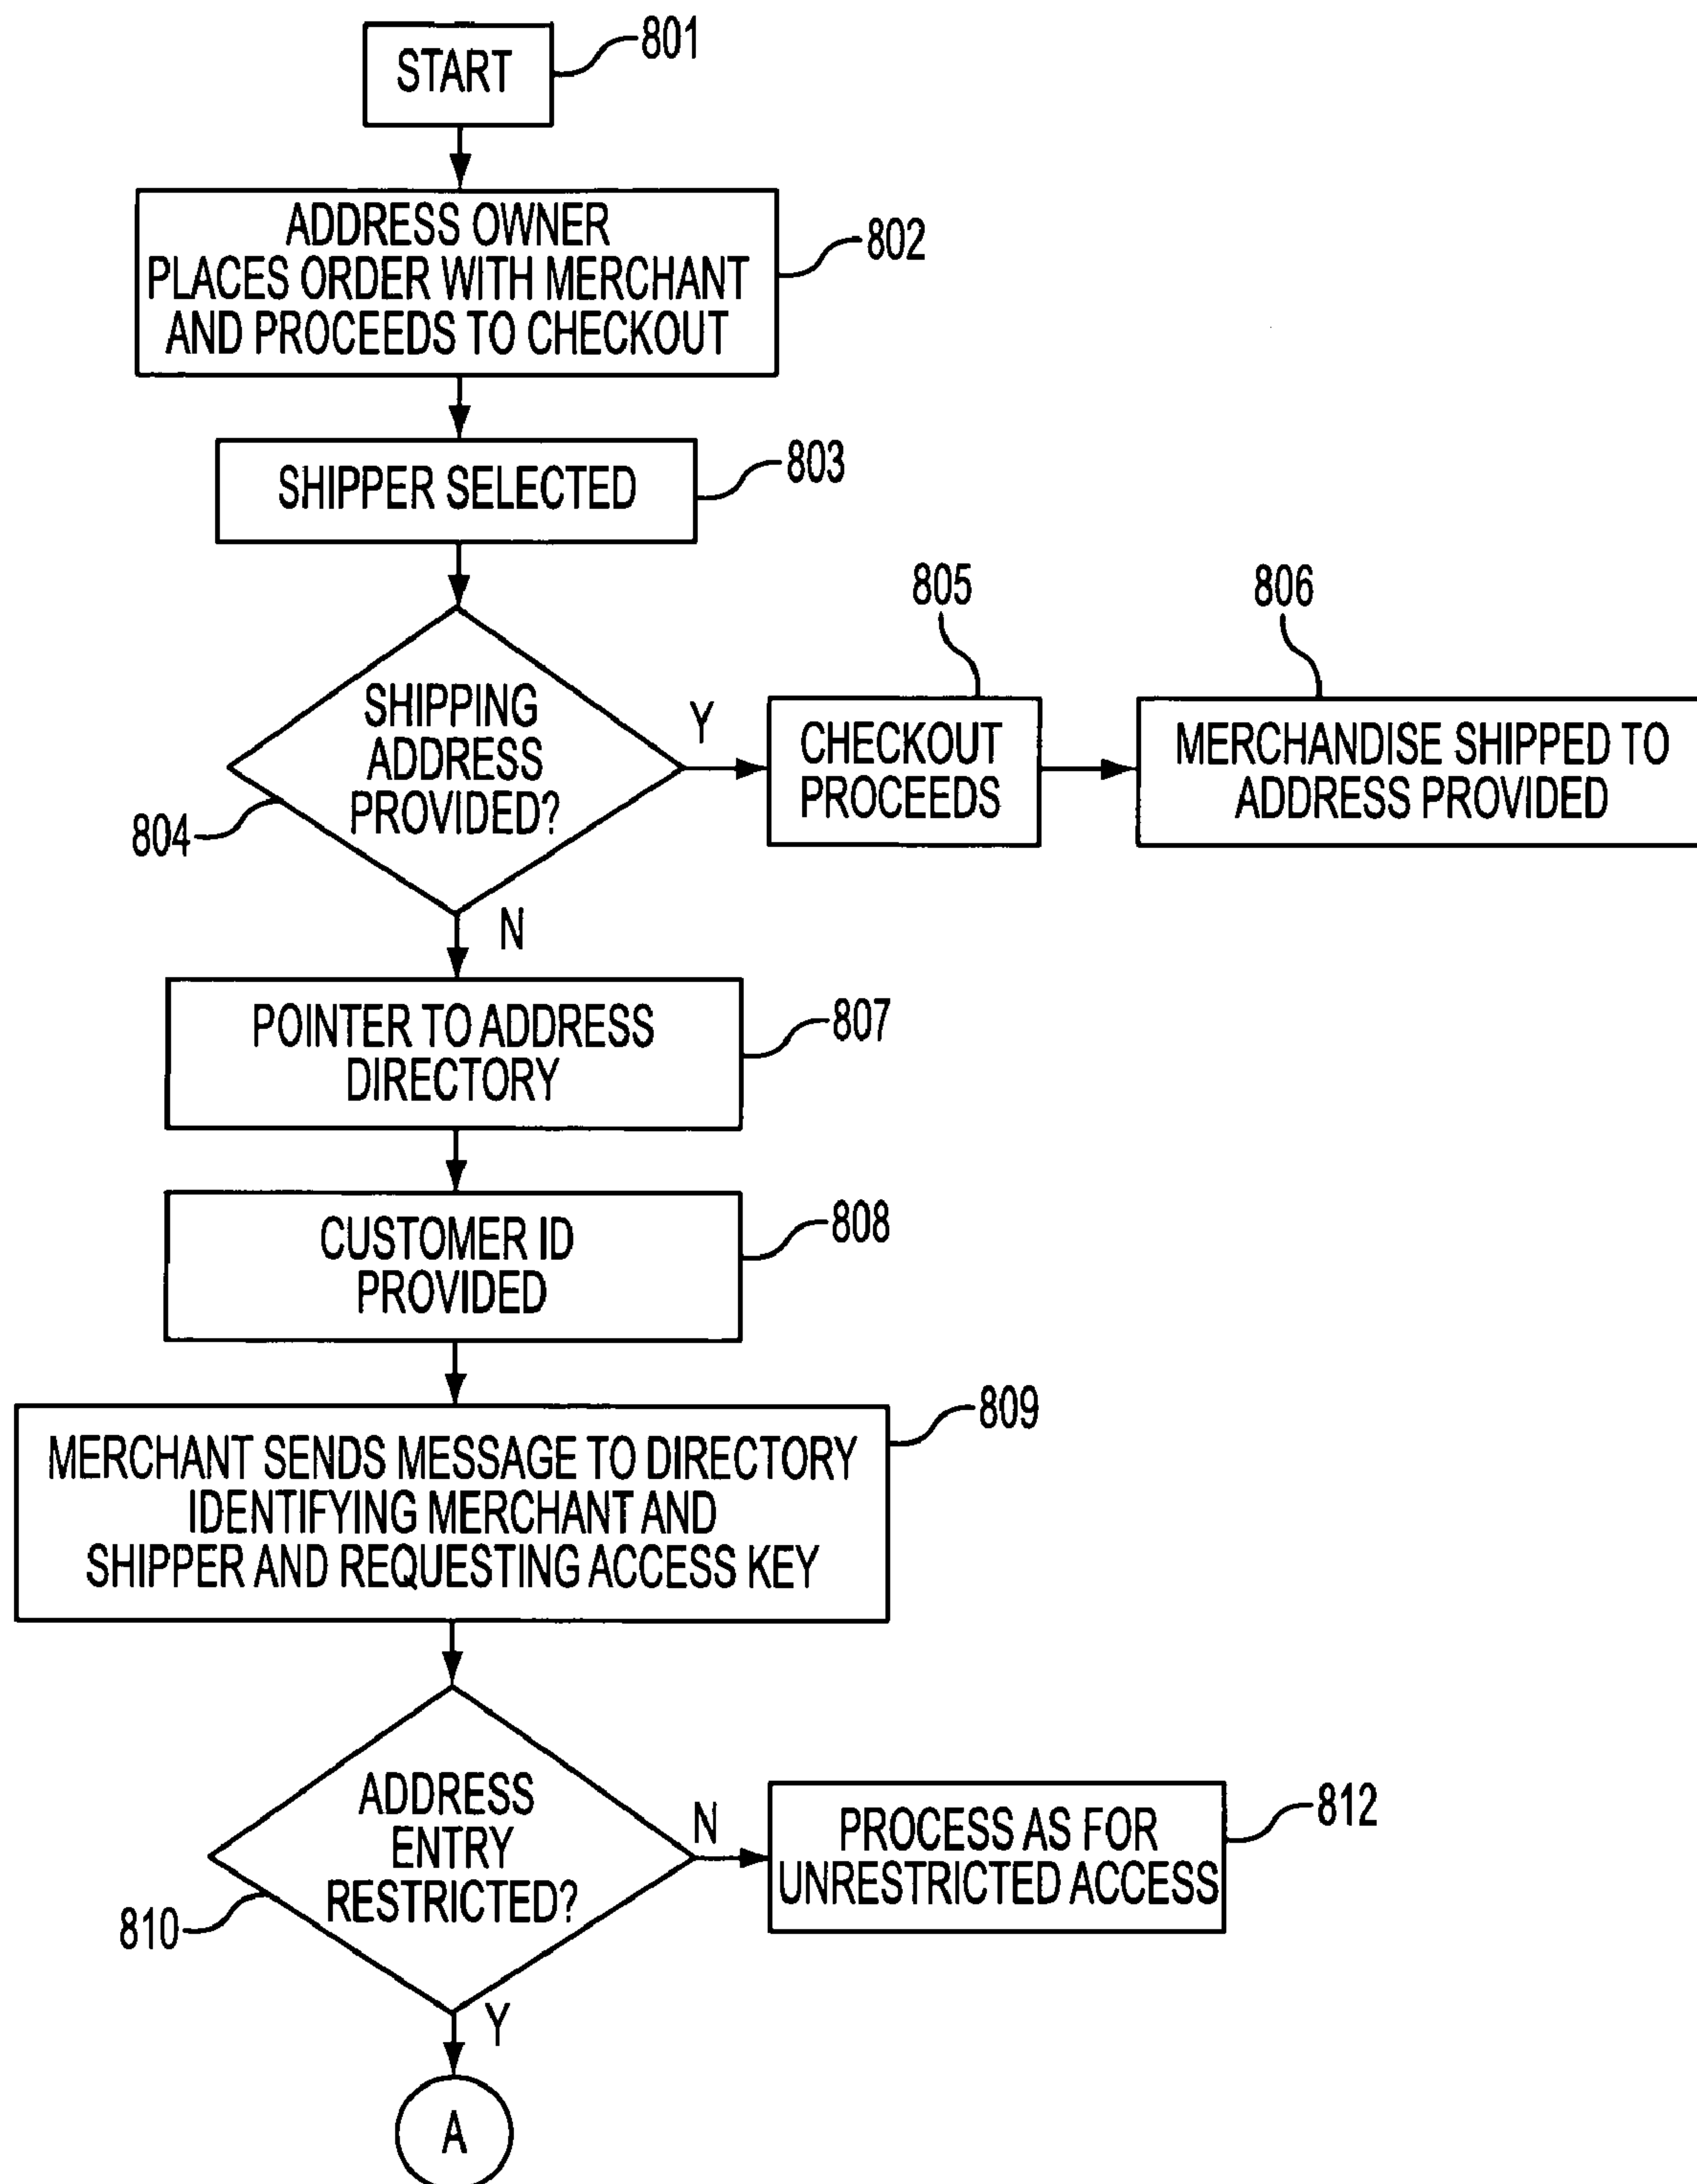 START
801
ADDRESS OWNER
PLACES ORDER WITH MERCHANT
AND PROCEEDS TO CHECKOUT
802
SHIPPER SELECTED
803
SHIPPING
ADDRESS
PROVIDED?
804
Y
805
CHECKOUT
PROCEEDS
806
MERCHANDISE SHIPPED TO
ADDRESS PROVIDED
N
POINTER TO ADDRESS
DIRECTORY
807
CUSTOMER ID
PROVIDED
808
MERCHANT SENDS MESSAGE TO DIRECTORY
IDENTIFYING MERCHANT AND
SHIPPER AND REQUESTING ACCESS KEY
809
ADDRESS
ENTRY
RESTRICTED?
810
N
PROCESS AS FOR
UNRESTRICTED ACCESS
812
Y
A